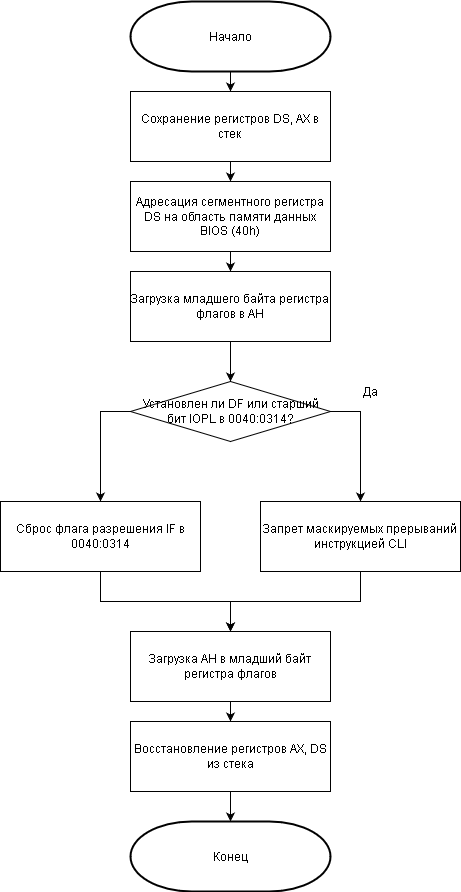 Начало
Сохранение регистров DS, AX в
стек
Адресация сегментного регистра
DS на область памяти данных
BIOS (40h)
Загрузка младшего байта регистра
флагов в AH
Установлен ли DF или старший
бит IOPL в 0040:0314?
Да
Сброс флага разрешения IF в
0040:0314
Запрет маскируемых прерываний
инструкцией CLI
Загрузка AH в младший байт
регистра флагов
Восстановление регистров AX, DS
из стека
Конец